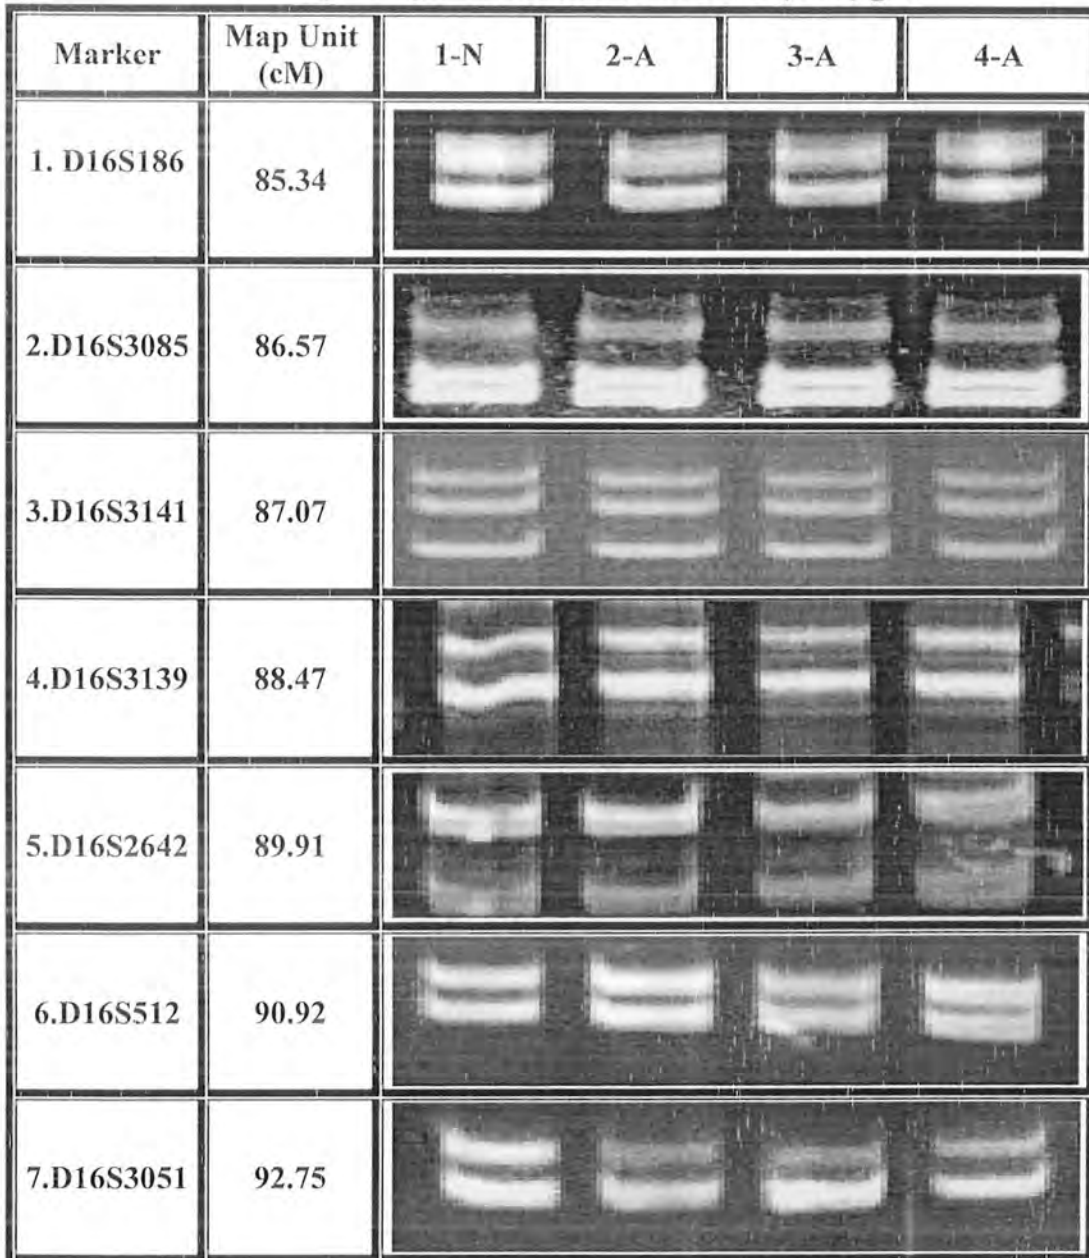 Marker Map Unit (cM) 1-N 2-A 3-A 4-A
1. D16S186 85.34
2.D16S3085 86.57
3.D16S3141 87.07
4.D16S3139 88.47
5.D16S2642 89.91
6.D16S512 90.92
7.D16S3051 92.75